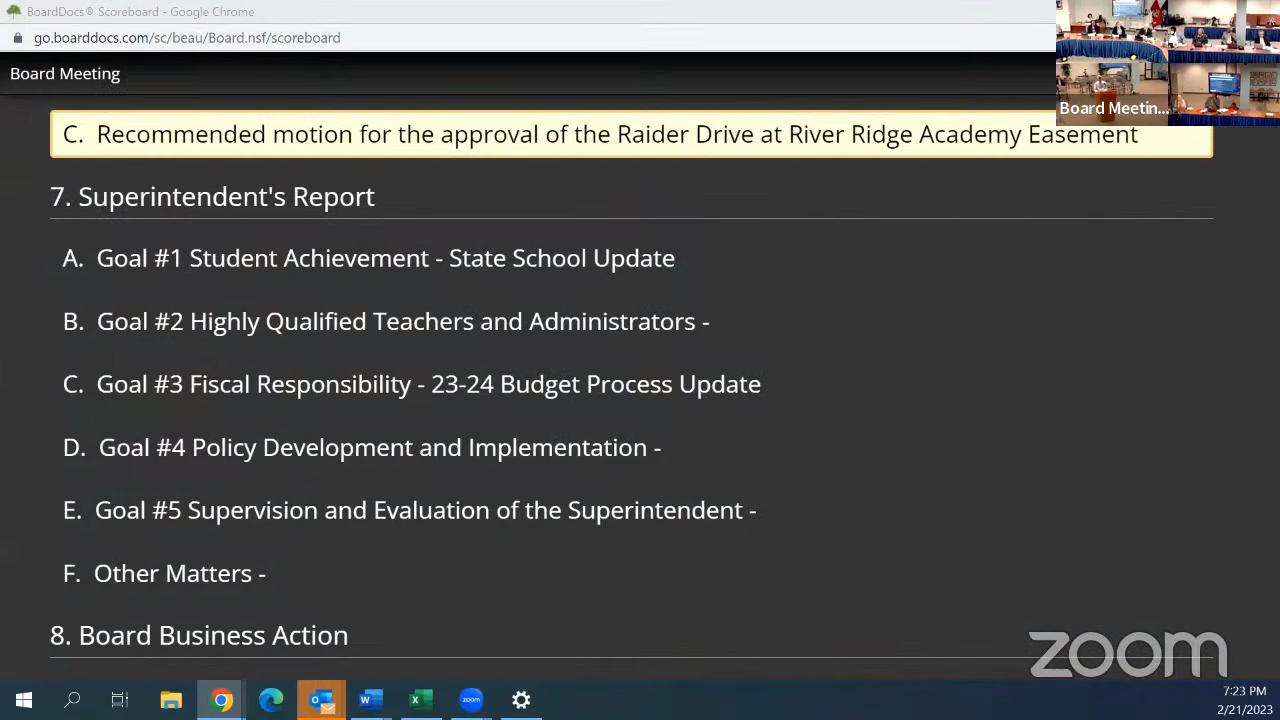 BoardDocs® Scoreboard - Google Chrome
go.boarddocs.com/sc/beau/Board.nsf/scoreboard
Board Meeting
Board Meetin...
C. Recommended motion for the approval of the Raider Drive at River Ridge Academy Easement
7. Superintendent's Report
A. Goal #1 Student Achievement - State School Update
B. Goal #2 Highly Qualified Teachers and Administrators -
C. Goal #3 Fiscal Responsibility - 23-24 Budget Process Update
D. Goal #4 Policy Development and Implementation -
E. Goal #5 Supervision and Evaluation of the Superintendent -
F. Other Matters -
8. Board Business Action
zoom
zoom
7:23 PM
2/21/2023